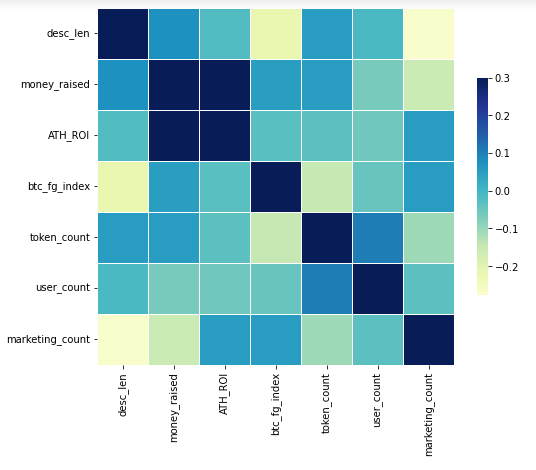 desc_len
money_raised
ATH_ROI
btc_fg_index
token_count
user_count
marketing_count
0.3
0.2
0.1
0.0
−0.1
−0.2
desc_len
money_raised
ATH_ROI
btc_fg_index
token_count
user_count
marketing_count